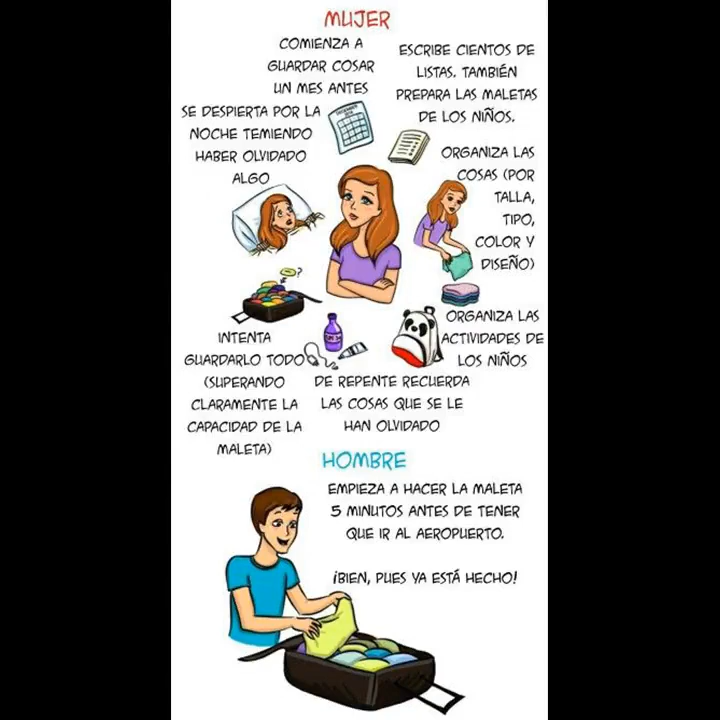 MUJER
COMIENZA A
GUARDAR COSAR
UN MES ANTES
ESCRIBE CIENTOS DE
LISTAS. TAMBIÉN
PREPARA LAS MALETAS
DE LOS NIÑOS.
SE DESPIERTA POR LA
NOCHE TEMIENDO
HABER OLVIDADO
ALGO
ORGANIZA LAS
COSAS (POR
TALLA,
TIPO,
COLOR Y
DISEÑO)
ORGANIZA LAS
ACTIVIDADES DE
LOS NIÑOS
INTENTA
GUARDARLO TODO
(SUPERANDO
CLARAMENTE LA
CAPACIDAD DE LA
MALETA)
DE REPENTE RECUERDA
LAS COSAS QUE SE LE
HAN OLVIDADO
HOMBRE
EMPIEZA A HACER LA MALETA
5 MINUTOS ANTES DE TENER
QUE IR AL AEROPUERTO.
¡BIEN, PUES YA ESTÁ HECHO!